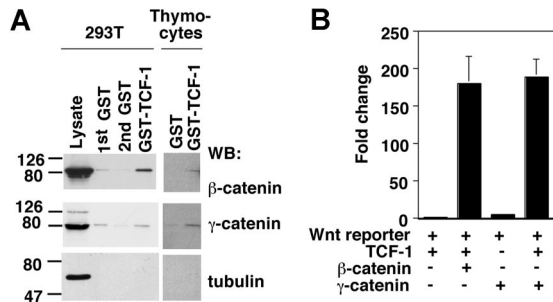 A
293T
Thymo-
cytes
Lysate
1st GST
2nd GST
GST-TCF-1
GST
GST-TCF-1
WB:
126
80
β-catenin
126
80
γ-catenin
80
47
tubulin
B
Fold change
250
200
150
100
50
0
Wnt reporter + + + +
TCF-1 + + - +
β-catenin - + - -
γ-catenin - - + +